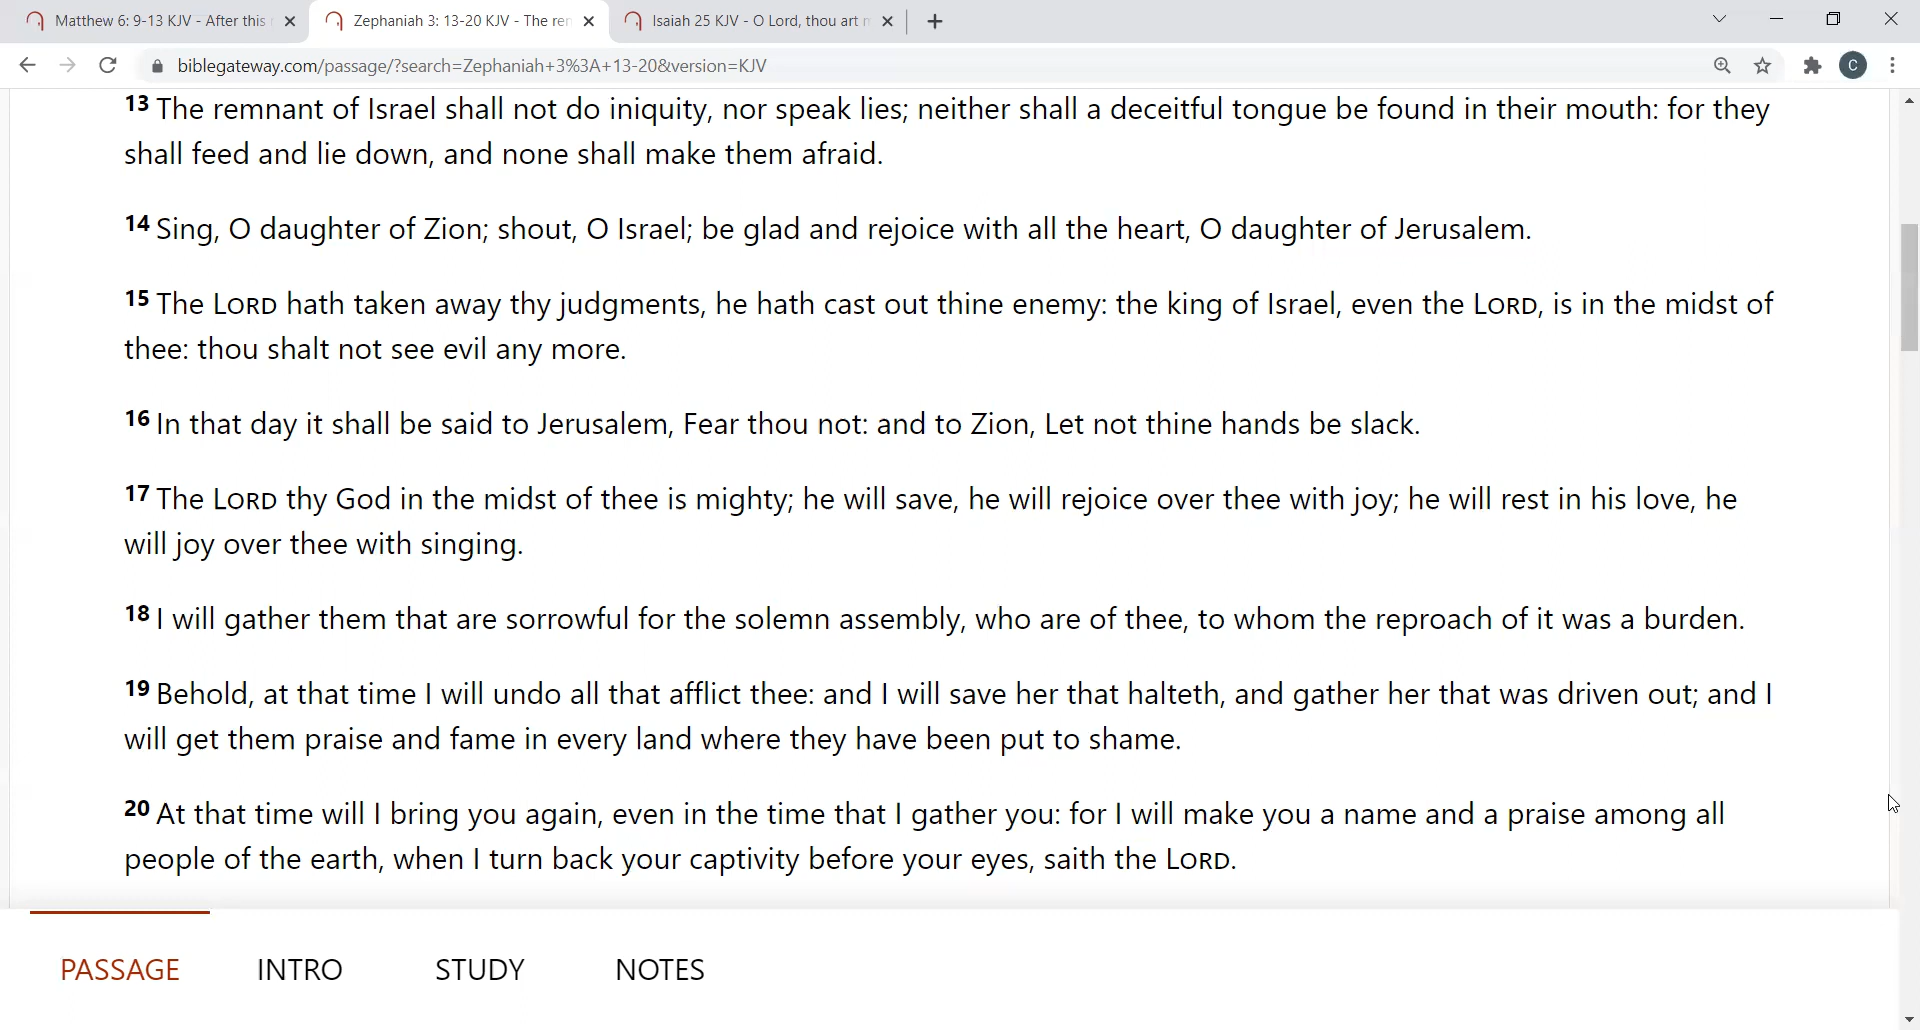 Matthew 6: 9-13 KJV - After this
Zephaniah 3: 13-20 KJV - The
Isaiah 25 KJV - O Lord, thou art
biblegateway.com/passage/?search=Zephaniah+3%3A+13-20&version=KJV
C
13 The remnant of Israel shall not do iniquity, nor speak lies; neither shall a deceitful tongue be found in their mouth: for they
shall feed and lie down, and none shall make them afraid.
14 Sing, O daughter of Zion; shout, O Israel; be glad and rejoice with all the heart, O daughter of Jerusalem.
15 The LORD hath taken away thy judgments, he hath cast out thine enemy: the king of Israel, even the LORD, is in the midst of
thee: thou shalt not see evil any more.
16 In that day it shall be said to Jerusalem, Fear thou not: and to Zion, Let not thine hands be slack.
17 The LORD thy God in the midst of thee is mighty; he will save, he will rejoice over thee with joy; he will rest in his love, he
will joy over thee with singing.
18 I will gather them that are sorrowful for the solemn assembly, who are of thee, to whom the reproach of it was a burden.
19 Behold, at that time I will undo all that afflict thee: and I will save her that halteth, and gather her that was driven out; and I
will get them praise and fame in every land where they have been put to shame.
20 At that time will I bring you again, even in the time that I gather you: for I will make you a name and a praise among all
people of the earth, when I turn back your captivity before your eyes, saith the LORD.
PASSAGE INTRO STUDY NOTES